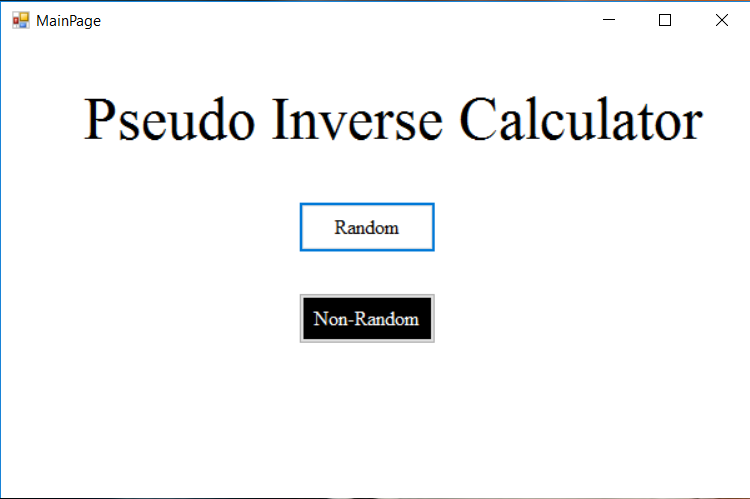 MainPage
Pseudo Inverse Calculator
Random
Non-Random